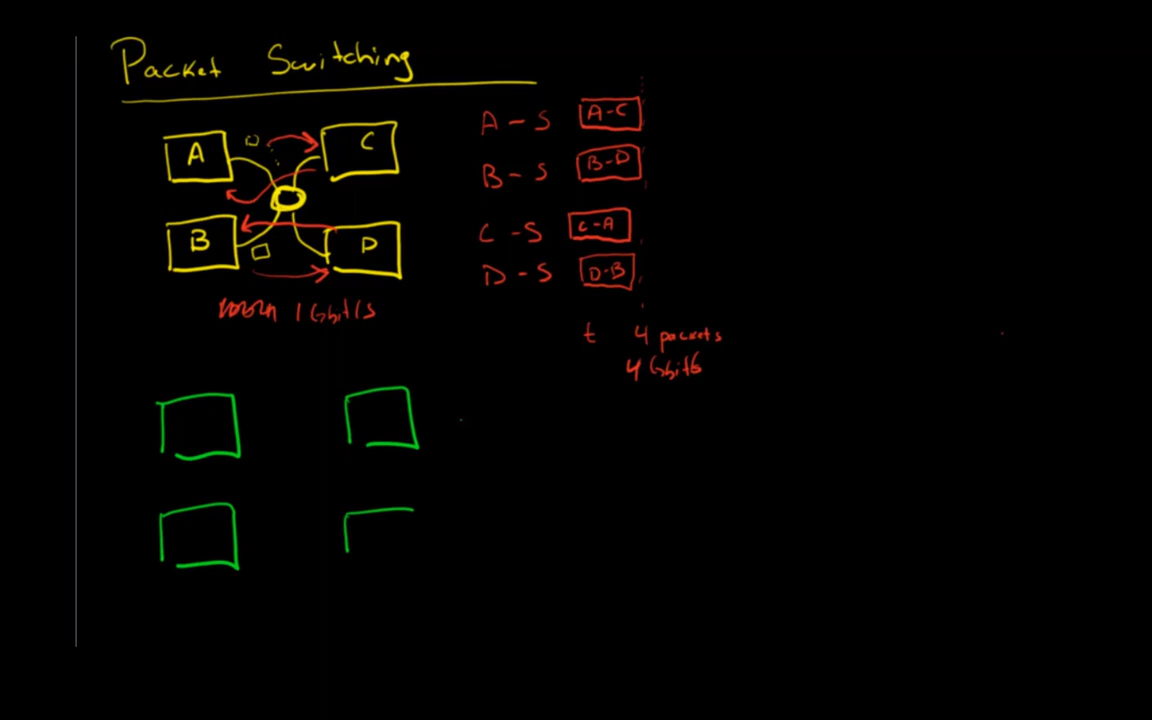 Packet Switching
A C
B D
1 Gbit/s
A - S A-C
B - S B-D
C - S C-A
D - S D-B
t 4 packets
4 Gbit/s